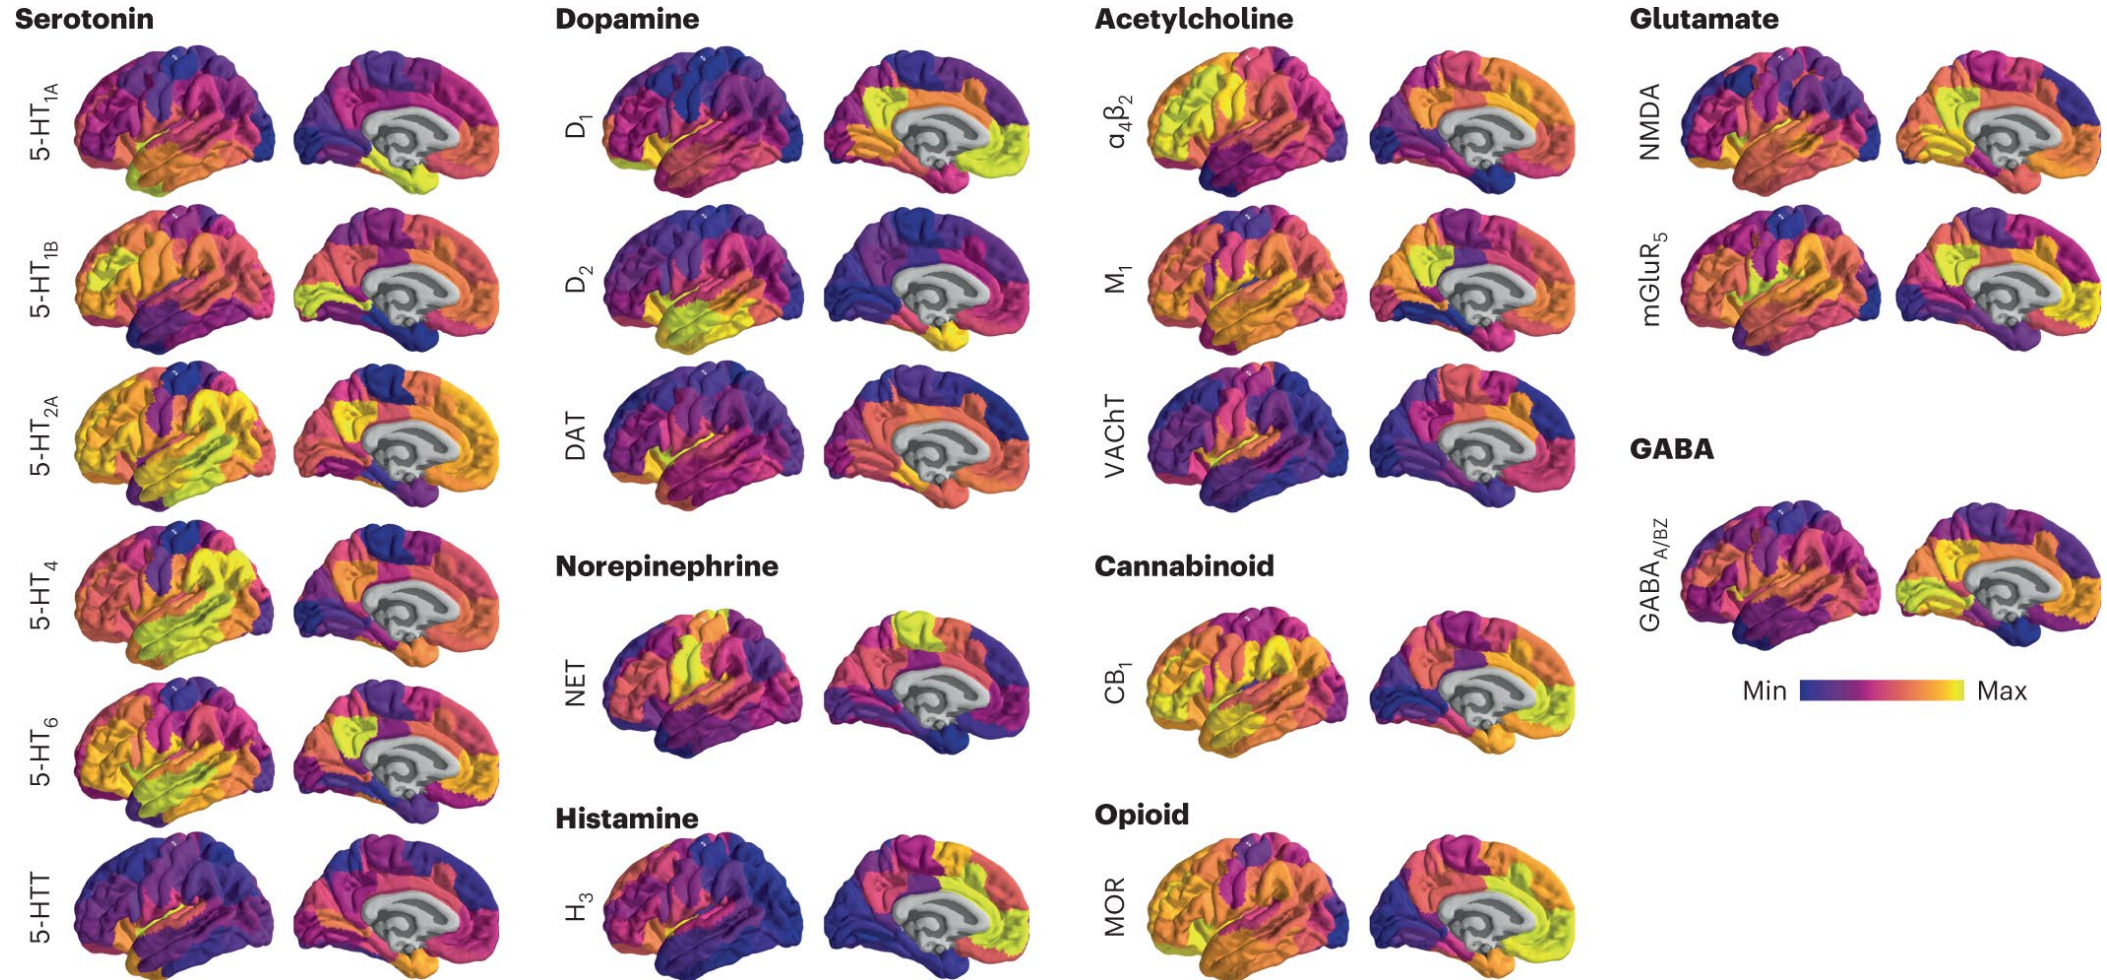 Serotonin
5-HT1A
5-HT1B
5-HT2A
5-HT4
5-HT6
5-HTT
Dopamine
D1
D2
DAT
Norepinephrine
NET
Histamine
H3
Acetylcholine
α4β2
M1
VAChT
Cannabinoid
CB1
Opioid
MOR
Glutamate
NMDA
mGluR5
GABA
GABAA/BZ
Min Max